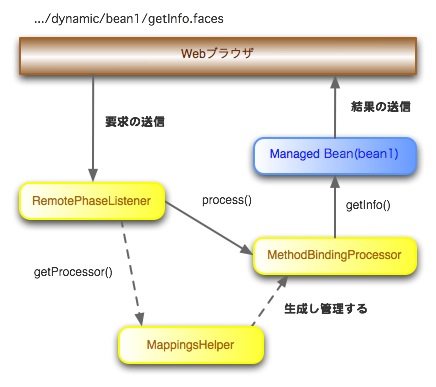 .../dynamic/bean1/getInfo.faces
Webブラウザ
要求の送信
結果の送信
Managed Bean(bean1)
RemotePhaseListener
process()
getInfo()
MethodBindingProcessor
getProcessor()
生成し管理する
MappingsHelper